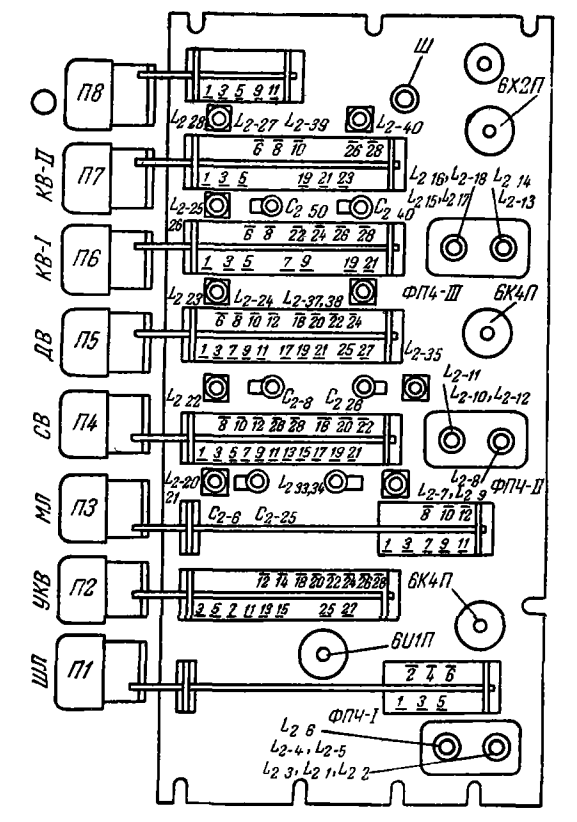 Ш
6Х2П
П8
1 3 5 9 11
L2 28 L2-27 L2-39 L2-40
КВ-II
П7
6 8 10 26 28
1 3 5 19 21 23
L2 16, L2-18 L2 14
L2 15, L2 17 L2-13
L2-25 C2 50 C2 40
26
КВ-I
П6
6 8 22 24 26 28
1 3 5 7 9 19 21
L2 23 L2-24 L2-37,38
ФПЧ-III
6К4П
ДВ
П5
6 8 10 12 18 20 22 24
1 3 7 9 11 17 19 21 25 27
L2-35
L2 22 C2-8 C2 28
L2-11
L2-10, L2-12
СВ
П4
8 10 12 26 28 18 20 22
1 3 5 7 9 11 13 15 17 19 21
L2-8 ФПЧ-II
L2-20 L2 33,34 L2-7, L2 9
21
МЛ
П3
C2-6 C2-25
8 10 12
1 3 7 9 11
УКВ
П2
12 14 18 20 22 24 26 28
3 5 7 11 13 15 25 27
6К4П
6И1П
ШЛ
П1
2 4 6
1 3 5
ФПЧ-I
L2 6
L2-4, L2-5
L2 3, L2 1, L2 2